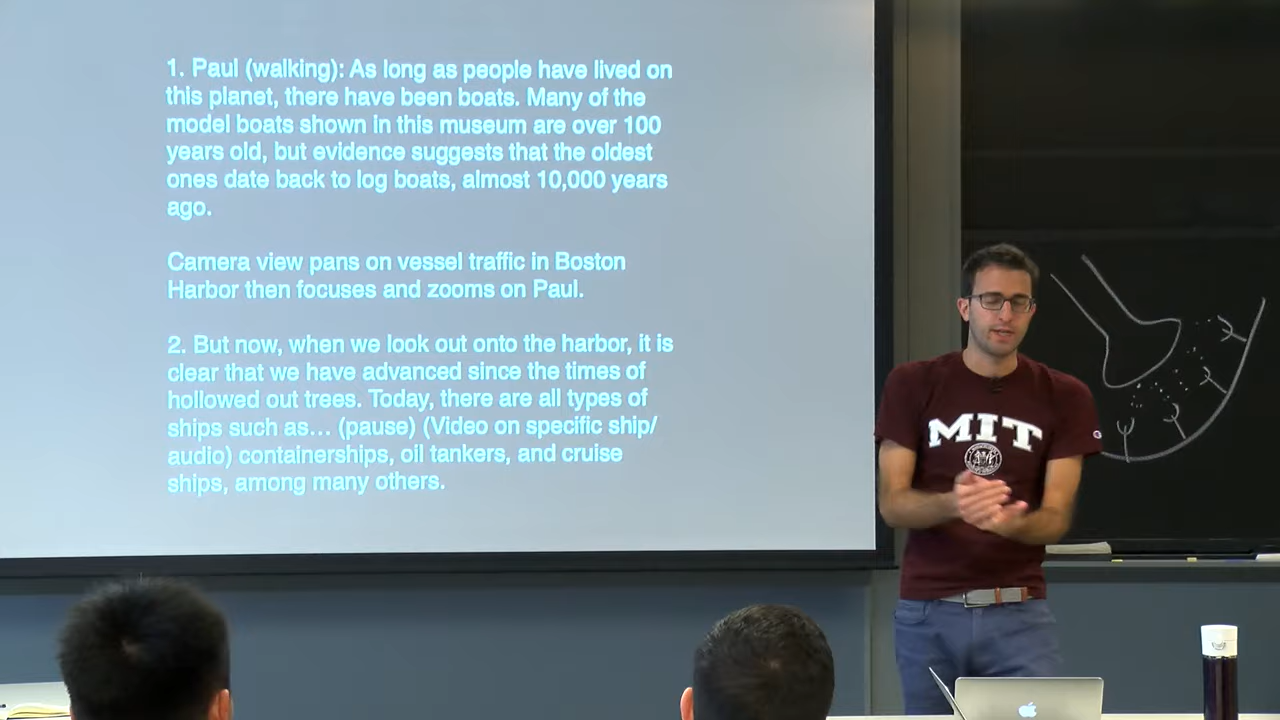 1. Paul (walking): As long as people have lived on
this planet, there have been boats. Many of the
model boats shown in this museum are over 100
years old, but evidence suggests that the oldest
ones date back to log boats, almost 10,000 years
ago.
Camera view pans on vessel traffic in Boston
Harbor then focuses and zooms on Paul.
2. But now, when we look out onto the harbor, it is
clear that we have advanced since the times of
hollowed out trees. Today, there are all types of
ships such as… (pause) (Video on specific ship/
audio) containerships, oil tankers, and cruise
ships, among many others.
MIT